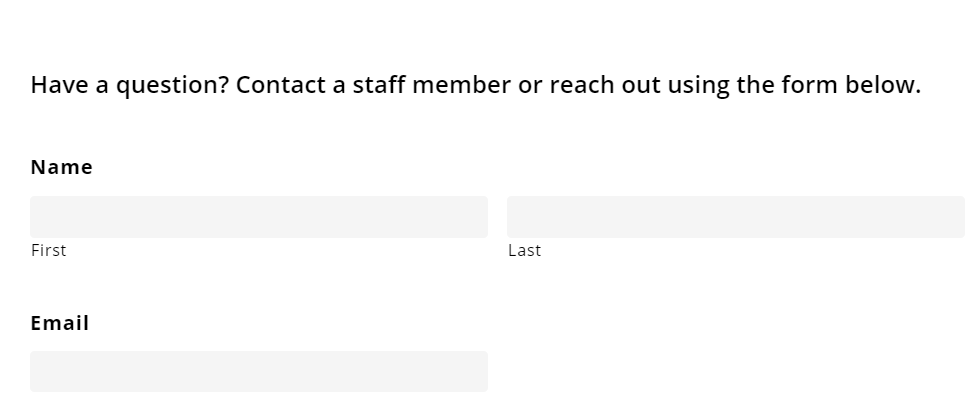 Have a question? Contact a staff member or reach out using the form below.
Name
First
Last
Email